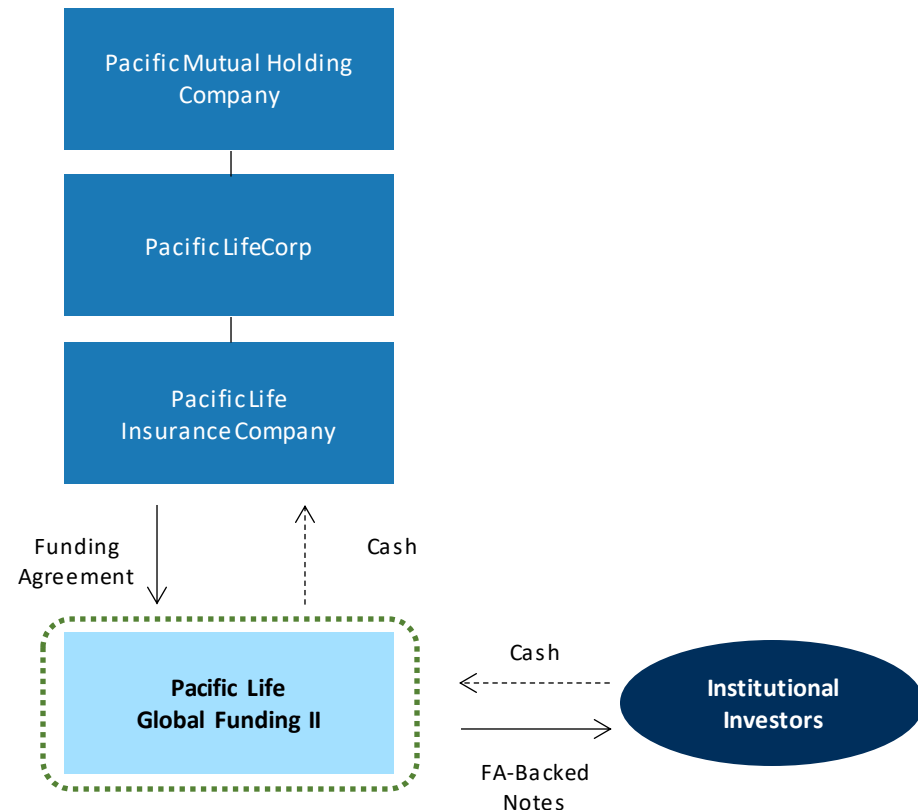 Pacific Mutual Holding
Company
Pacific LifeCorp
Pacific Life
Insurance Company
Funding
Agreement
Cash
Pacific Life
Global Funding II
Cash
Institutional
Investors
FA-Backed
Notes